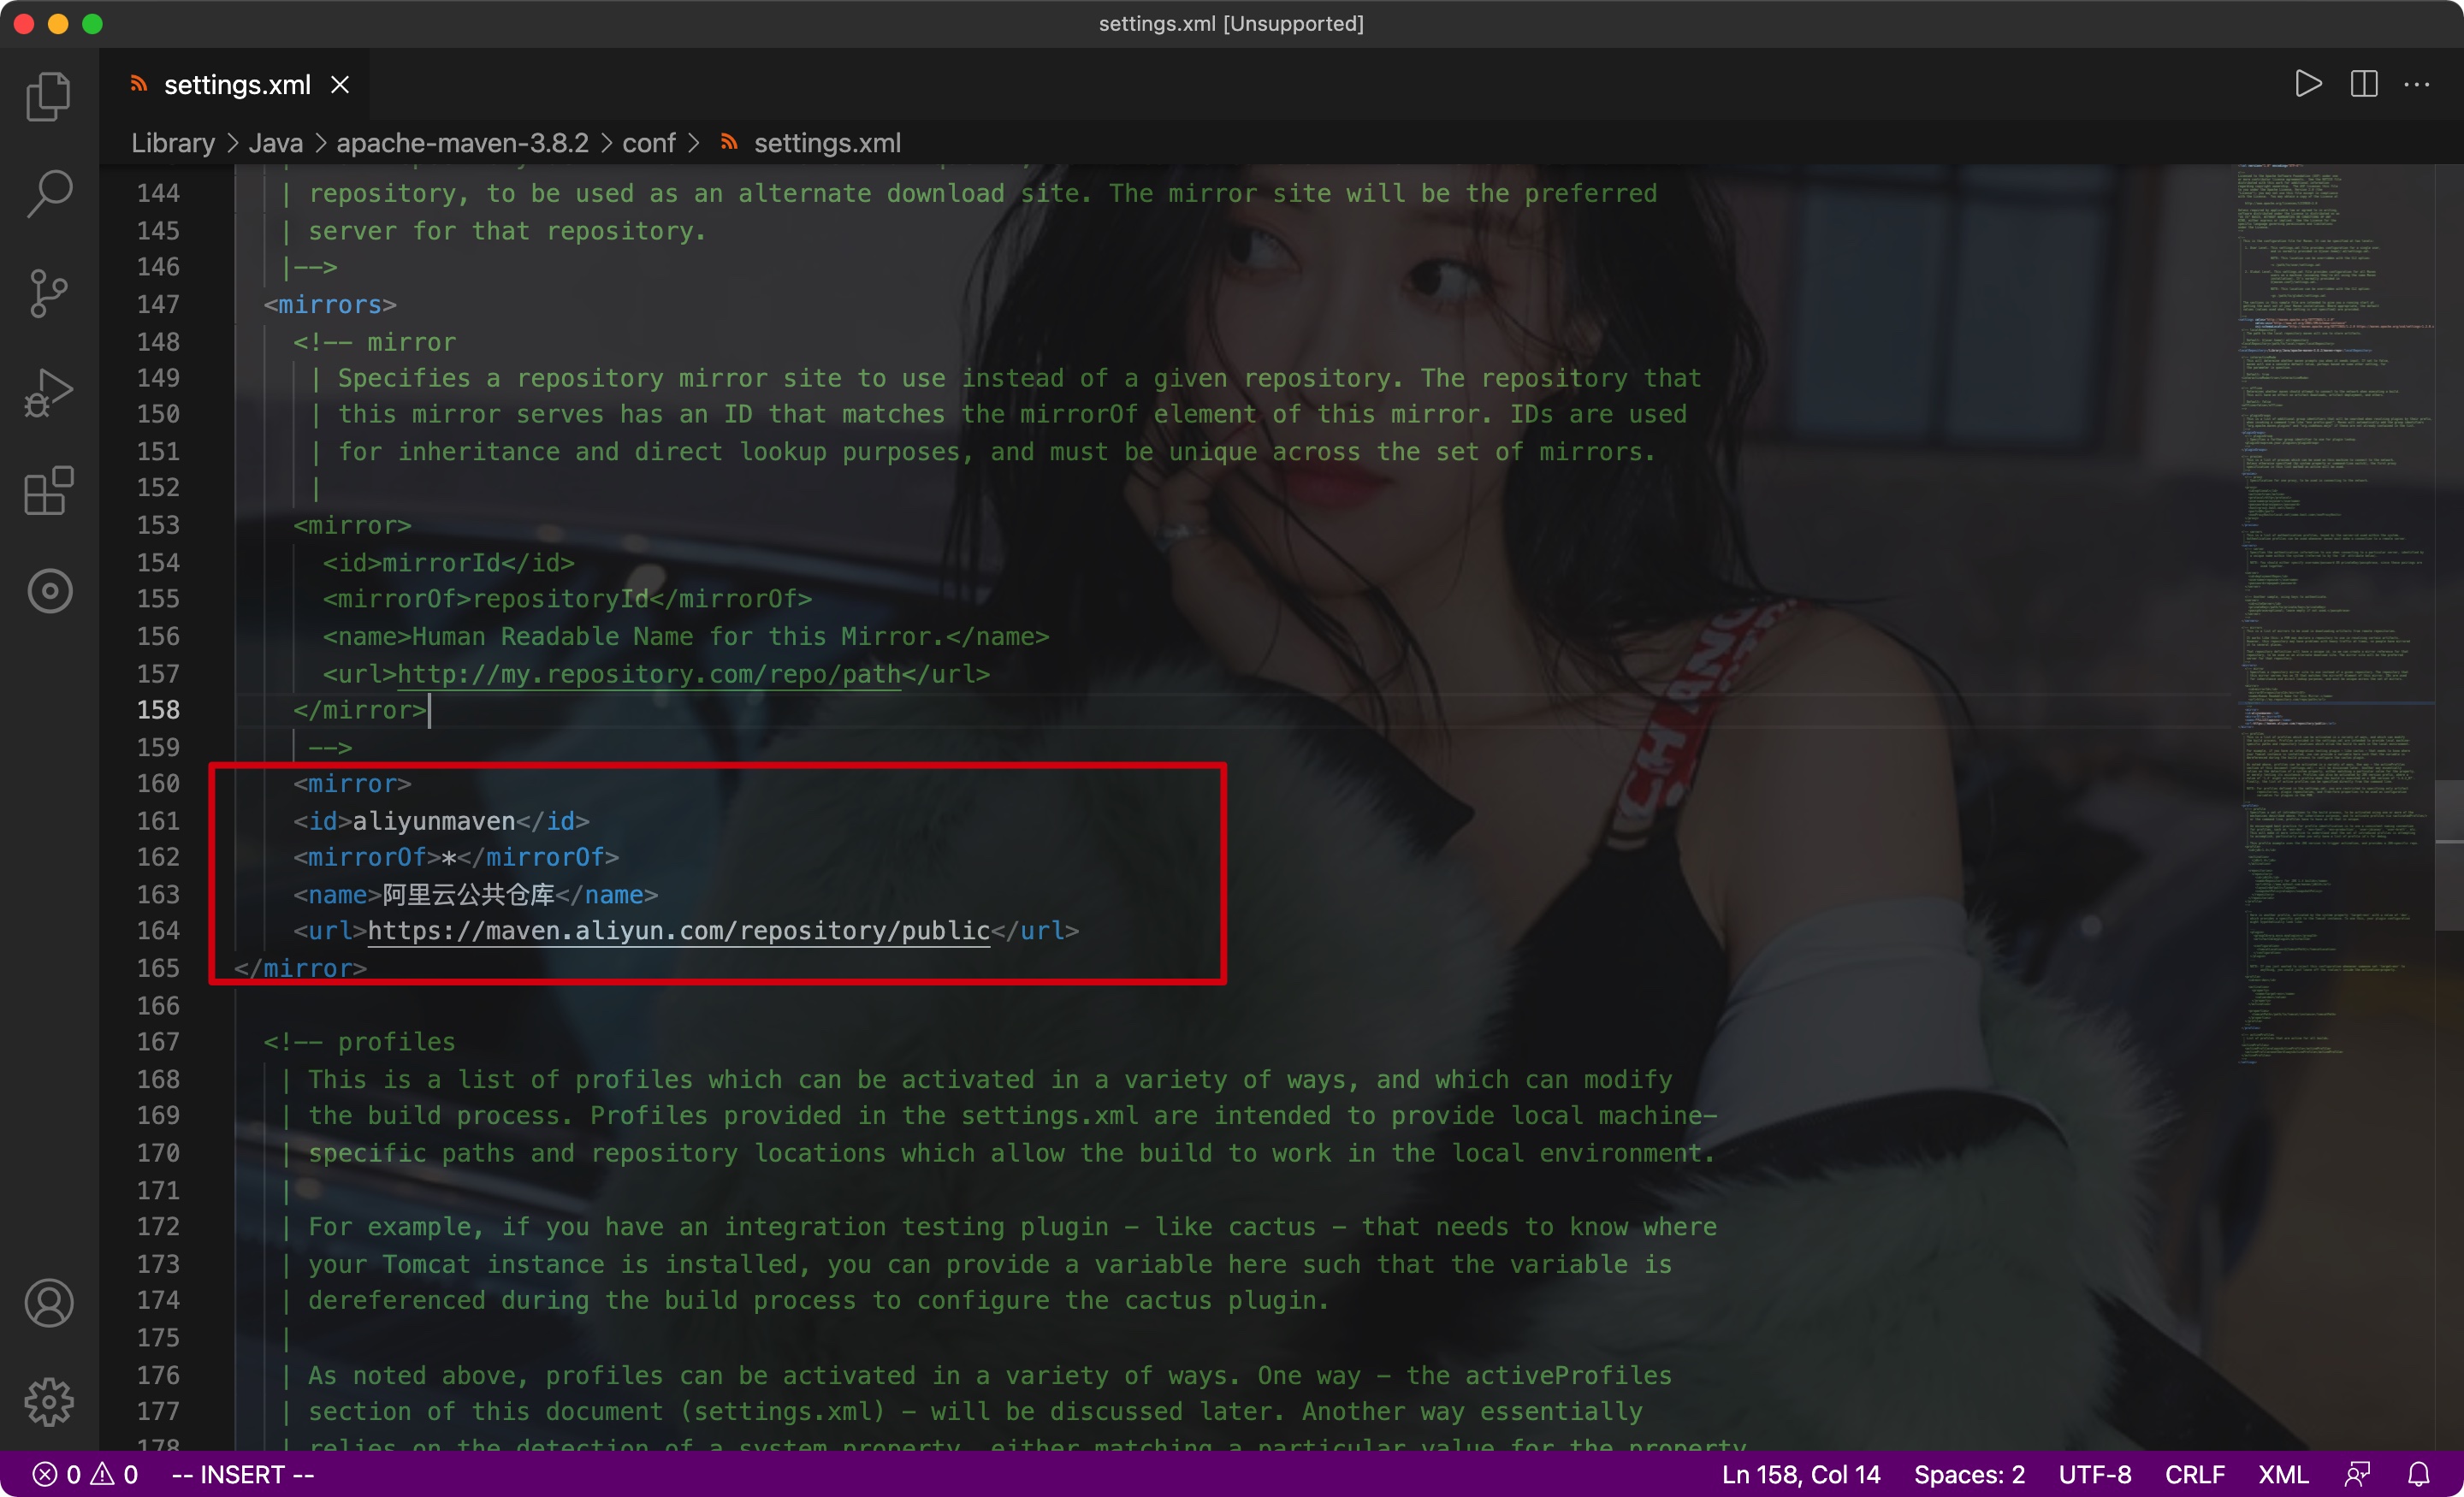 settings.xml [Unsupported]
settings.xml
Library > Java > apache-maven-3.8.2 > conf > settings.xml
144 | repository, to be used as an alternate download site. The mirror site will be the preferred
145 | server for that repository.
146 |-->
147 <mirrors>
148 <!-- mirror
149 | Specifies a repository mirror site to use instead of a given repository. The repository that
150 | this mirror serves has an ID that matches the mirrorOf element of this mirror. IDs are used
151 | for inheritance and direct lookup purposes, and must be unique across the set of mirrors.
152 |
153 <mirror>
154 <id>mirrorId</id>
155 <mirrorOf>repositoryId</mirrorOf>
156 <name>Human Readable Name for this Mirror.</name>
157 <url>http://my.repository.com/repo/path</url>
158 </mirror>
159 -->
160 <mirror>
161 <id>aliyunmaven</id>
162 <mirrorOf>*</mirrorOf>
163 <name>阿里云公共仓库</name>
164 <url>https://maven.aliyun.com/repository/public</url>
165 </mirror>
166
167 <!-- profiles
168 | This is a list of profiles which can be activated in a variety of ways, and which can modify
169 | the build process. Profiles provided in the settings.xml are intended to provide local machine-
170 | specific paths and repository locations which allow the build to work in the local environment.
171 |
172 | For example, if you have an integration testing plugin - like cactus - that needs to know where
173 | your Tomcat instance is installed, you can provide a variable here such that the variable is
174 | dereferenced during the build process to configure the cactus plugin.
175 |
176 | As noted above, profiles can be activated in a variety of ways. One way - the activeProfiles
177 | section of this document (settings.xml) - will be discussed later. Another way essentially
178 | relies on the detection of a system property, either matching a particular value for the property
0 0 -- INSERT -- Ln 158, Col 14 Spaces: 2 UTF-8 CRLF XML